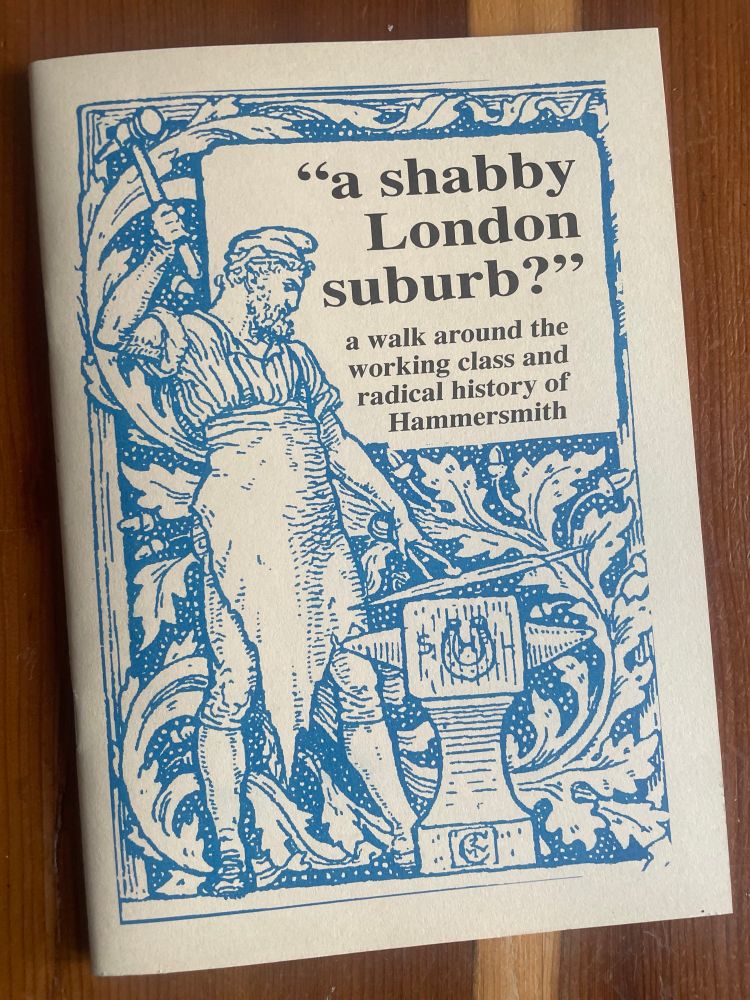 “a shabby
London
suburb?”
a walk around the
working class and
radical history of
Hammersmith